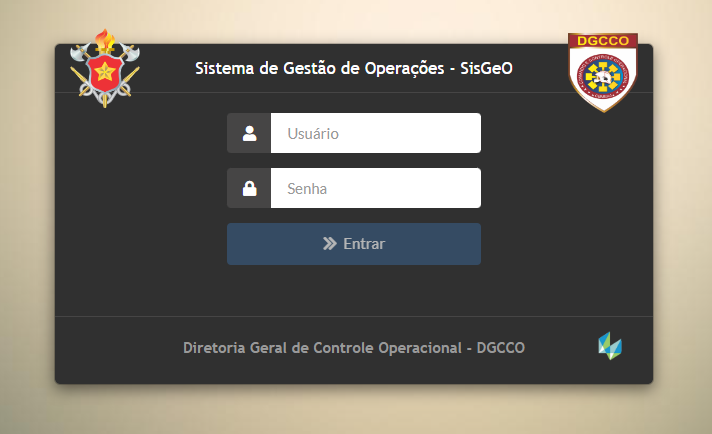 DGCCO
Sistema de Gestão de Operações - SisGeO
Usuário
Senha
Entrar
Diretoria Geral de Controle Operacional - DGCCO